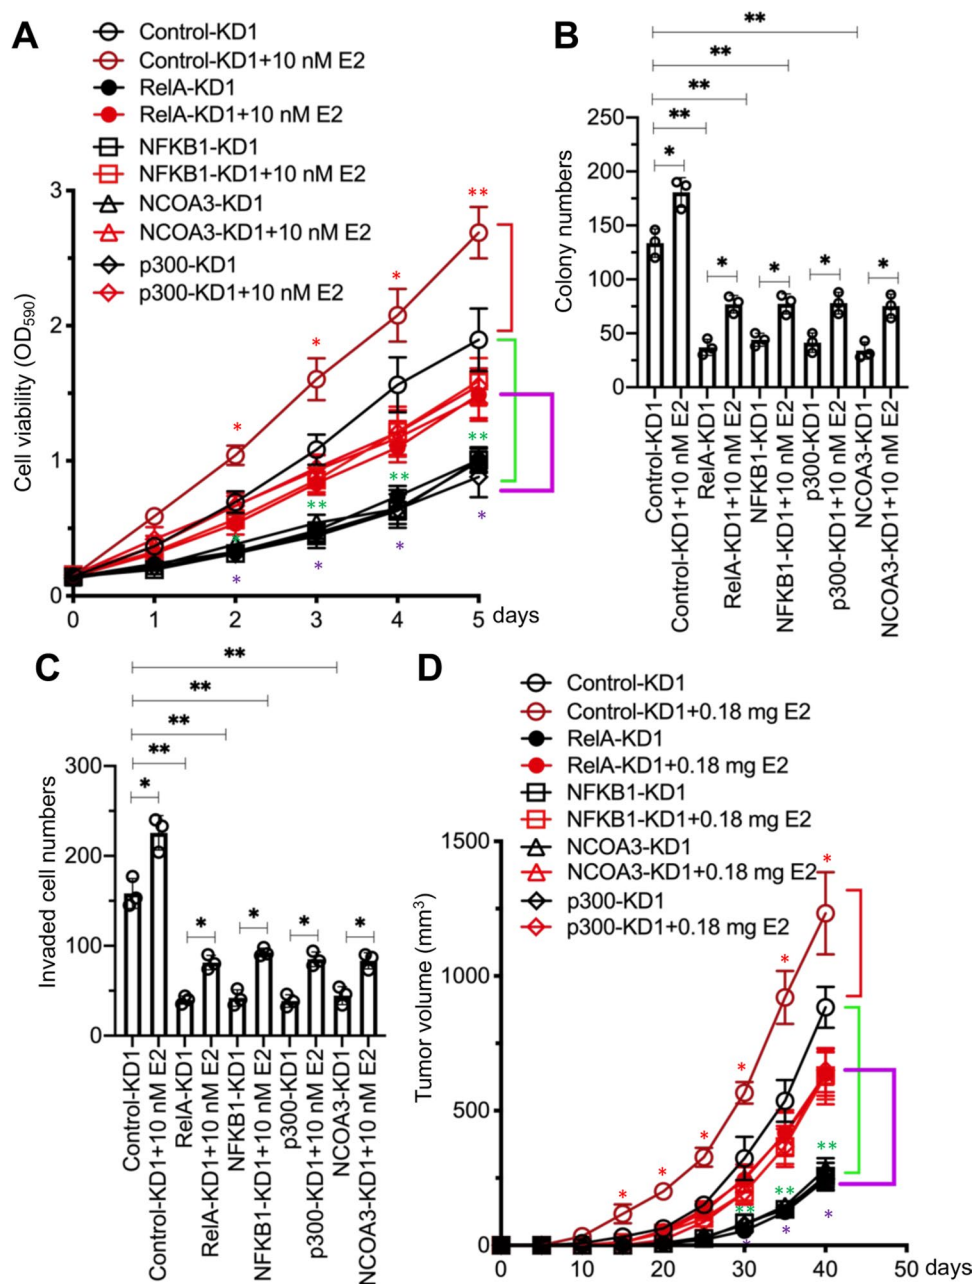 A
Control-KD1
Control-KD1+10 nM E2
RelA-KD1
RelA-KD1+10 nM E2
NFKB1-KD1
NFKB1-KD1+10 nM E2
NCOA3-KD1
NCOA3-KD1+10 nM E2
p300-KD1
p300-KD1+10 nM E2
Cell viability (OD590)
3
2
1
0
**
*
*
*
**
**
**
*
*
*
*
*
0 1 2 3 4 5 days
B
**
**
**
**
*
*
*
*
*
Colony numbers
250
200
150
100
50
0
Control-KD1
Control-KD1+10 nM E2
RelA-KD1
RelA-KD1+10 nM E2
NFKB1-KD1
NFKB1-KD1+10 nM E2
p300-KD1
p300-KD1+10 nM E2
NCOA3-KD1
NCOA3-KD1+10 nM E2
C
**
**
**
**
*
*
*
*
*
Invaded cell numbers
300
200
100
0
Control-KD1
Control-KD1+10 nM E2
RelA-KD1
RelA-KD1+10 nM E2
NFKB1-KD1
NFKB1-KD1+10 nM E2
p300-KD1
p300-KD1+10 nM E2
NCOA3-KD1
NCOA3-KD1+10 nM E2
D
Control-KD1
Control-KD1+0.18 mg E2
RelA-KD1
RelA-KD1+0.18 mg E2
NFKB1-KD1
NFKB1-KD1+0.18 mg E2
NCOA3-KD1
NCOA3-KD1+0.18 mg E2
p300-KD1
p300-KD1+0.18 mg E2
Tumor volume (mm3)
1500
1000
500
0
*
*
*
*
*
*
**
**
**
*
*
*
0 10 20 30 40 50 days